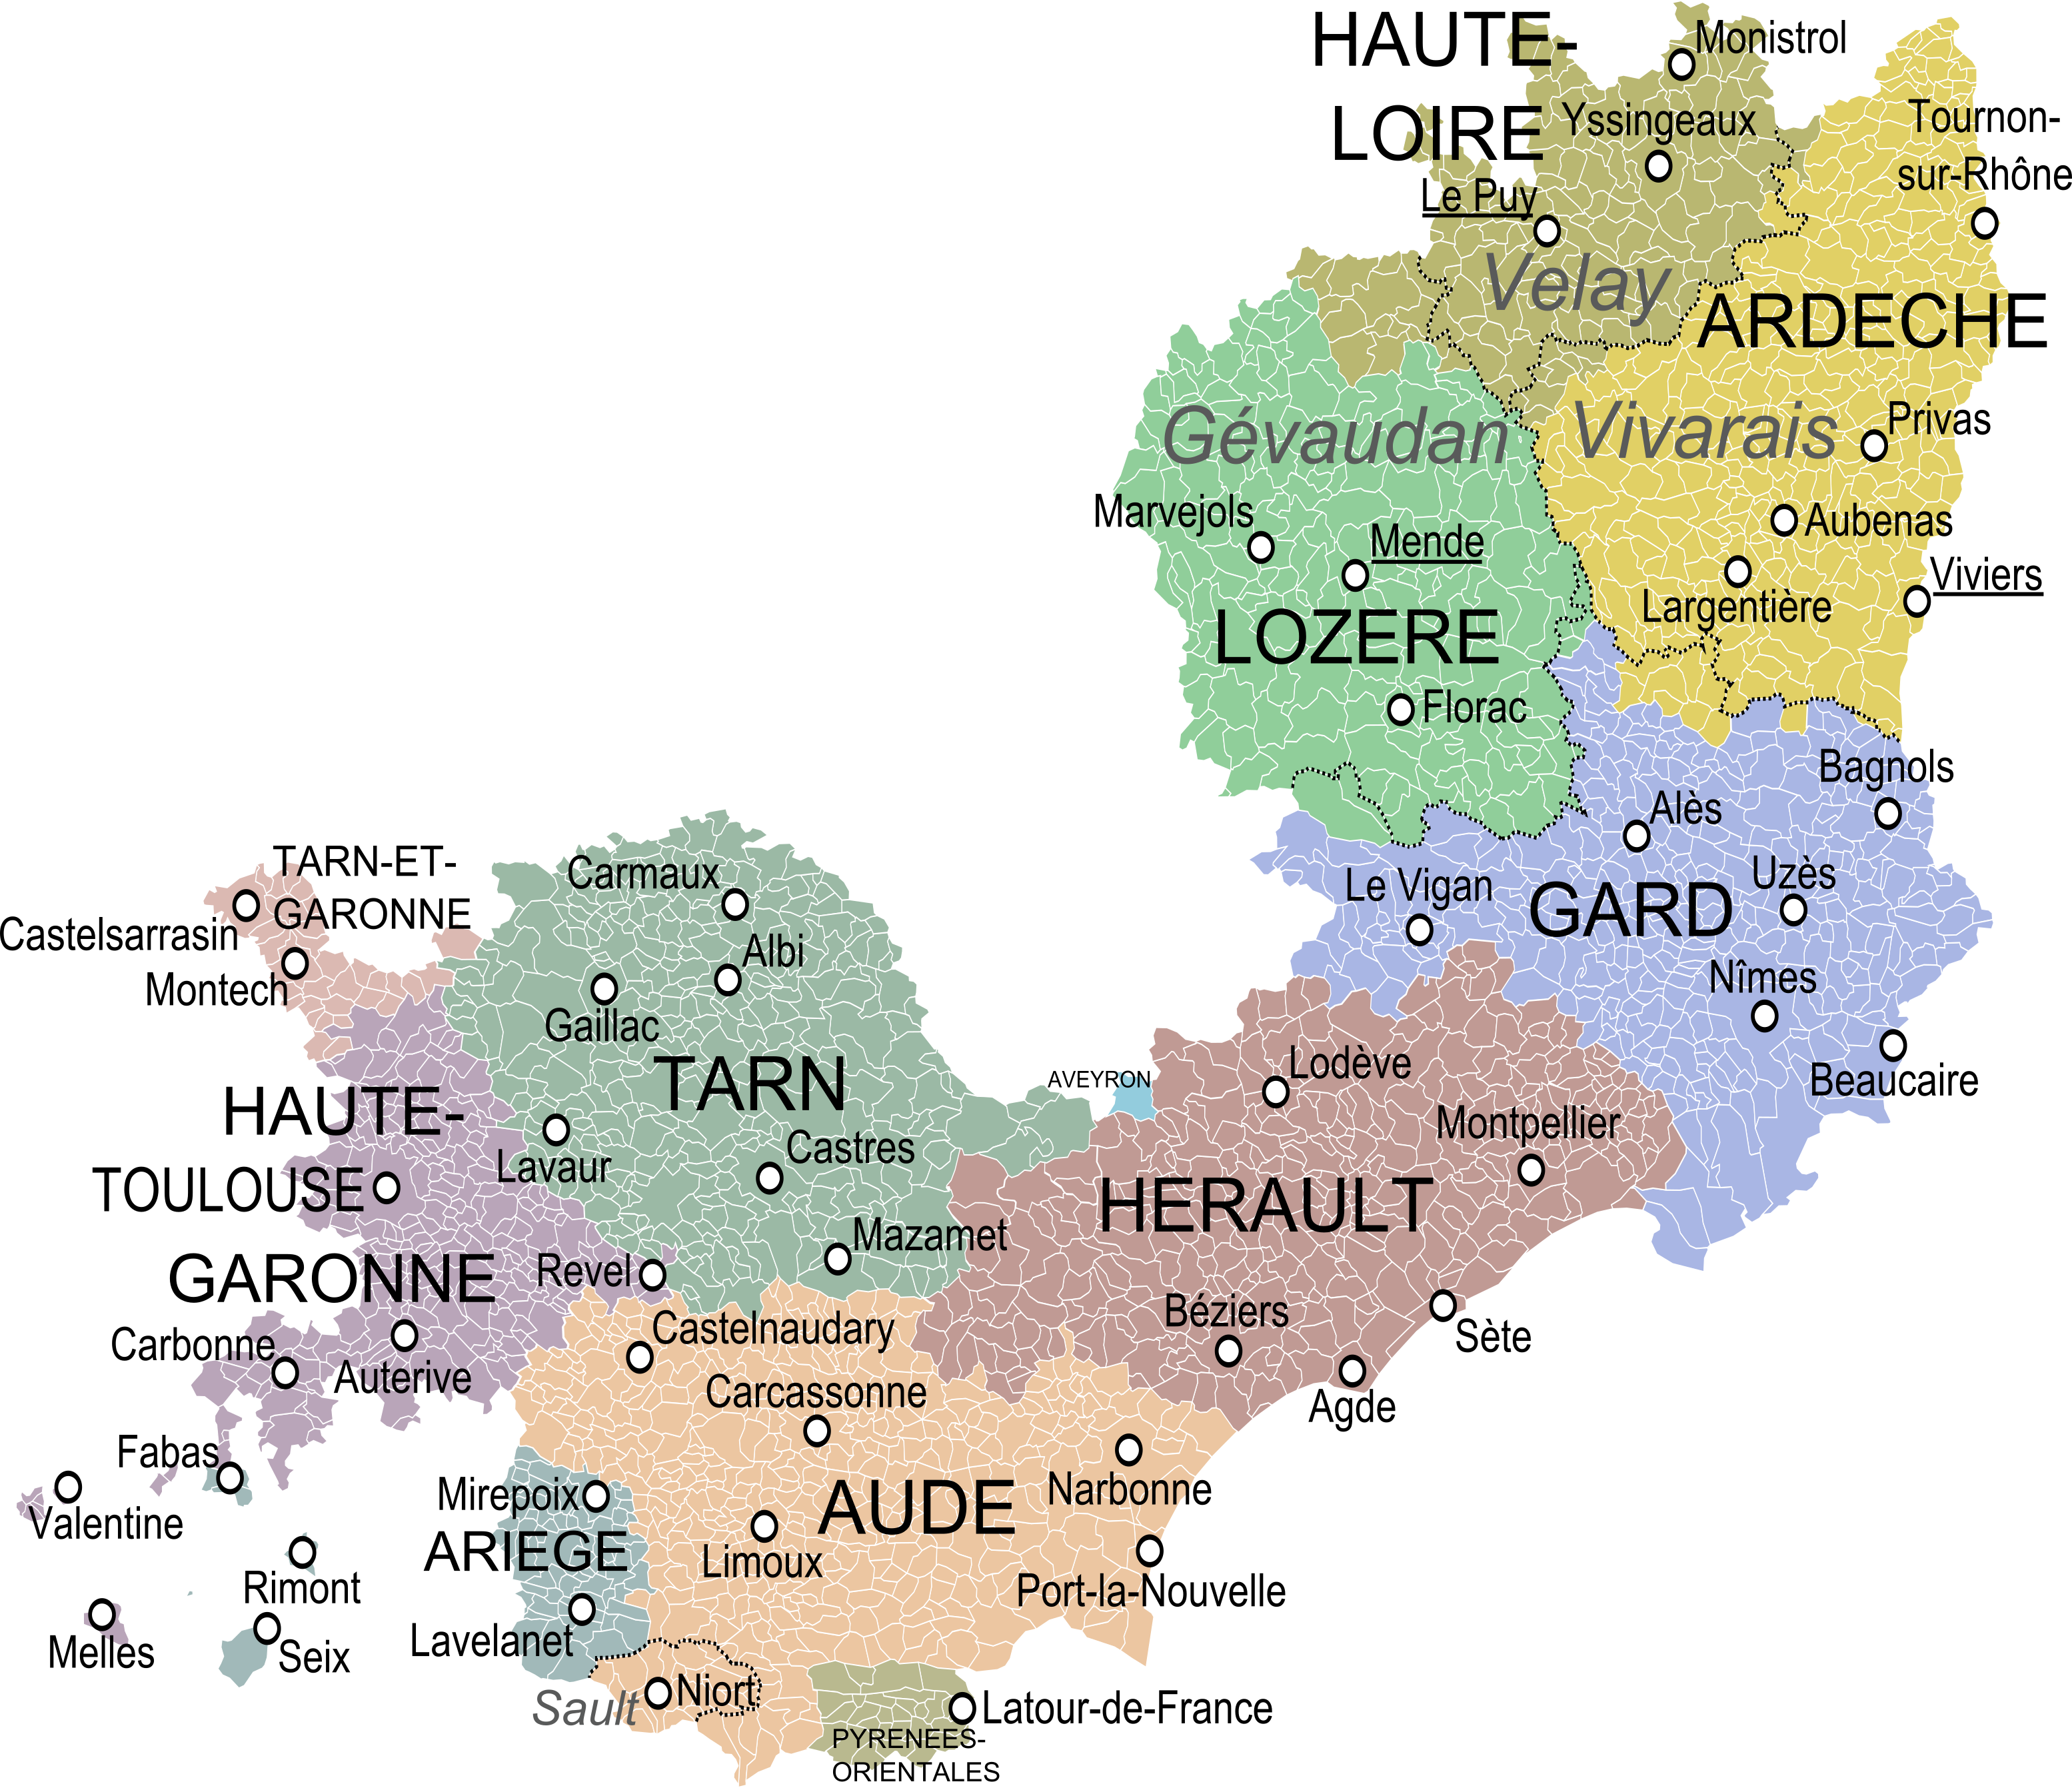 HAUTE-
LOIRE
Monistrol
Yssingeaux
Le Puy
Velay
Tournon-
sur-Rhône
ARDECHE
Gévaudan
Vivarais
Privas
Marvejols
Mende
Aubenas
Viviers
Largentière
LOZERE
Florac
Bagnols
Alès
Uzès
Le Vigan
GARD
Nîmes
Beaucaire
TARN-ET-
GARONNE
Castelsarrasin
Montech
Carmaux
Albi
Gaillac
TARN
Lavaur
Castres
Mazamet
AVEYRON
Lodève
Montpellier
HERAULT
Béziers
Sète
Agde
HAUTE-
TOULOUSE
GARONNE
Revel
Carbonne
Auterive
Fabas
Valentine
Rimont
Melles
Seix
Castelnaudary
Carcassonne
Mirepoix
ARIEGE
Lavelanet
AUDE
Limoux
Narbonne
Port-la-Nouvelle
Sault
Niort
Latour-de-France
PYRENEES-
ORIENTALES